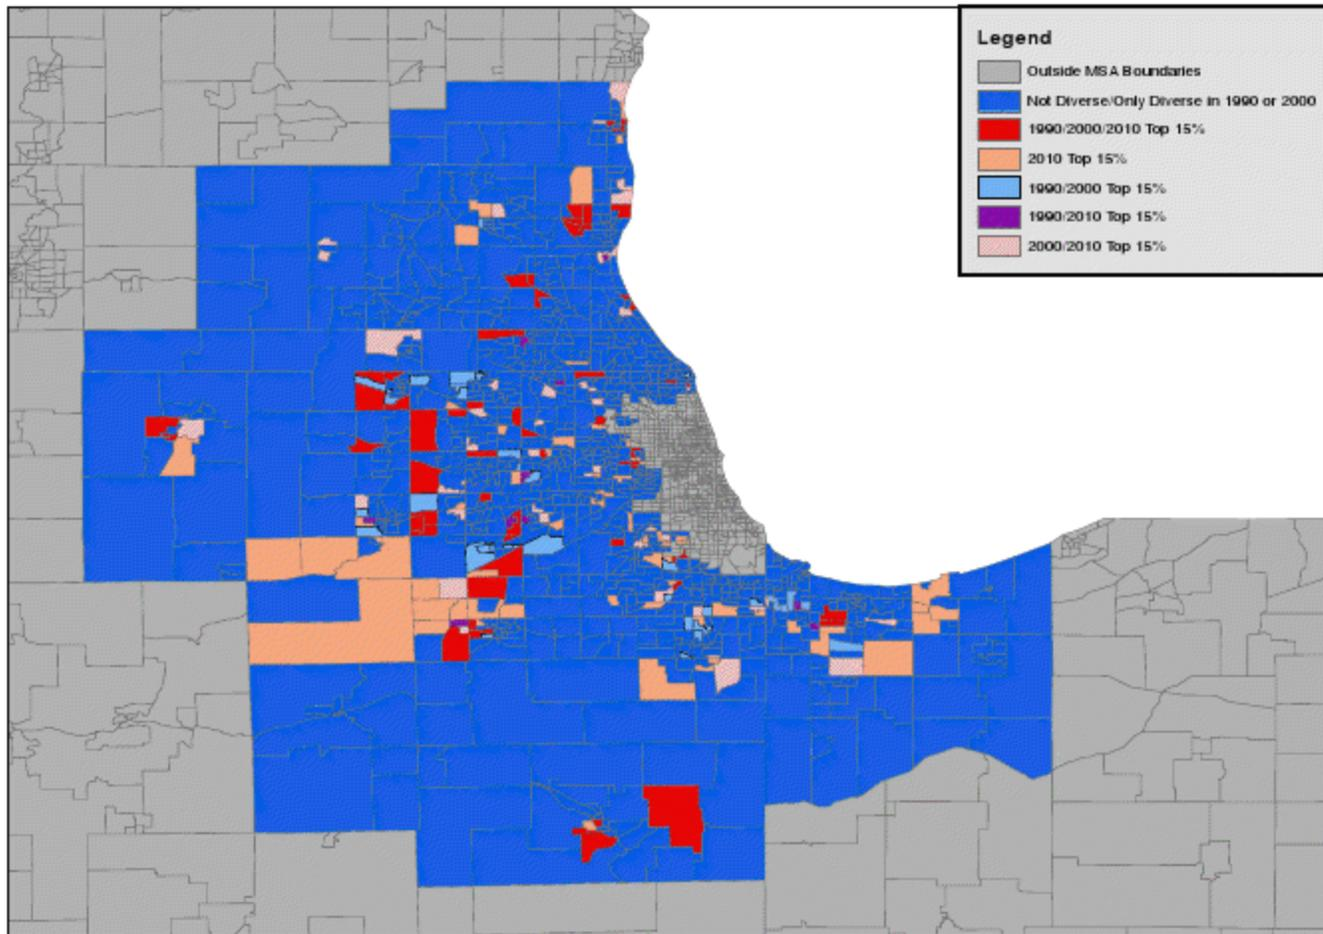 Legend
Outside MSA Boundaries
Not Diverse/Only Diverse in 1990 or 2000
1990/2000/2010 Top 15%
2010 Top 15%
1990/2000 Top 15%
1990/2010 Top 15%
2000/2010 Top 15%